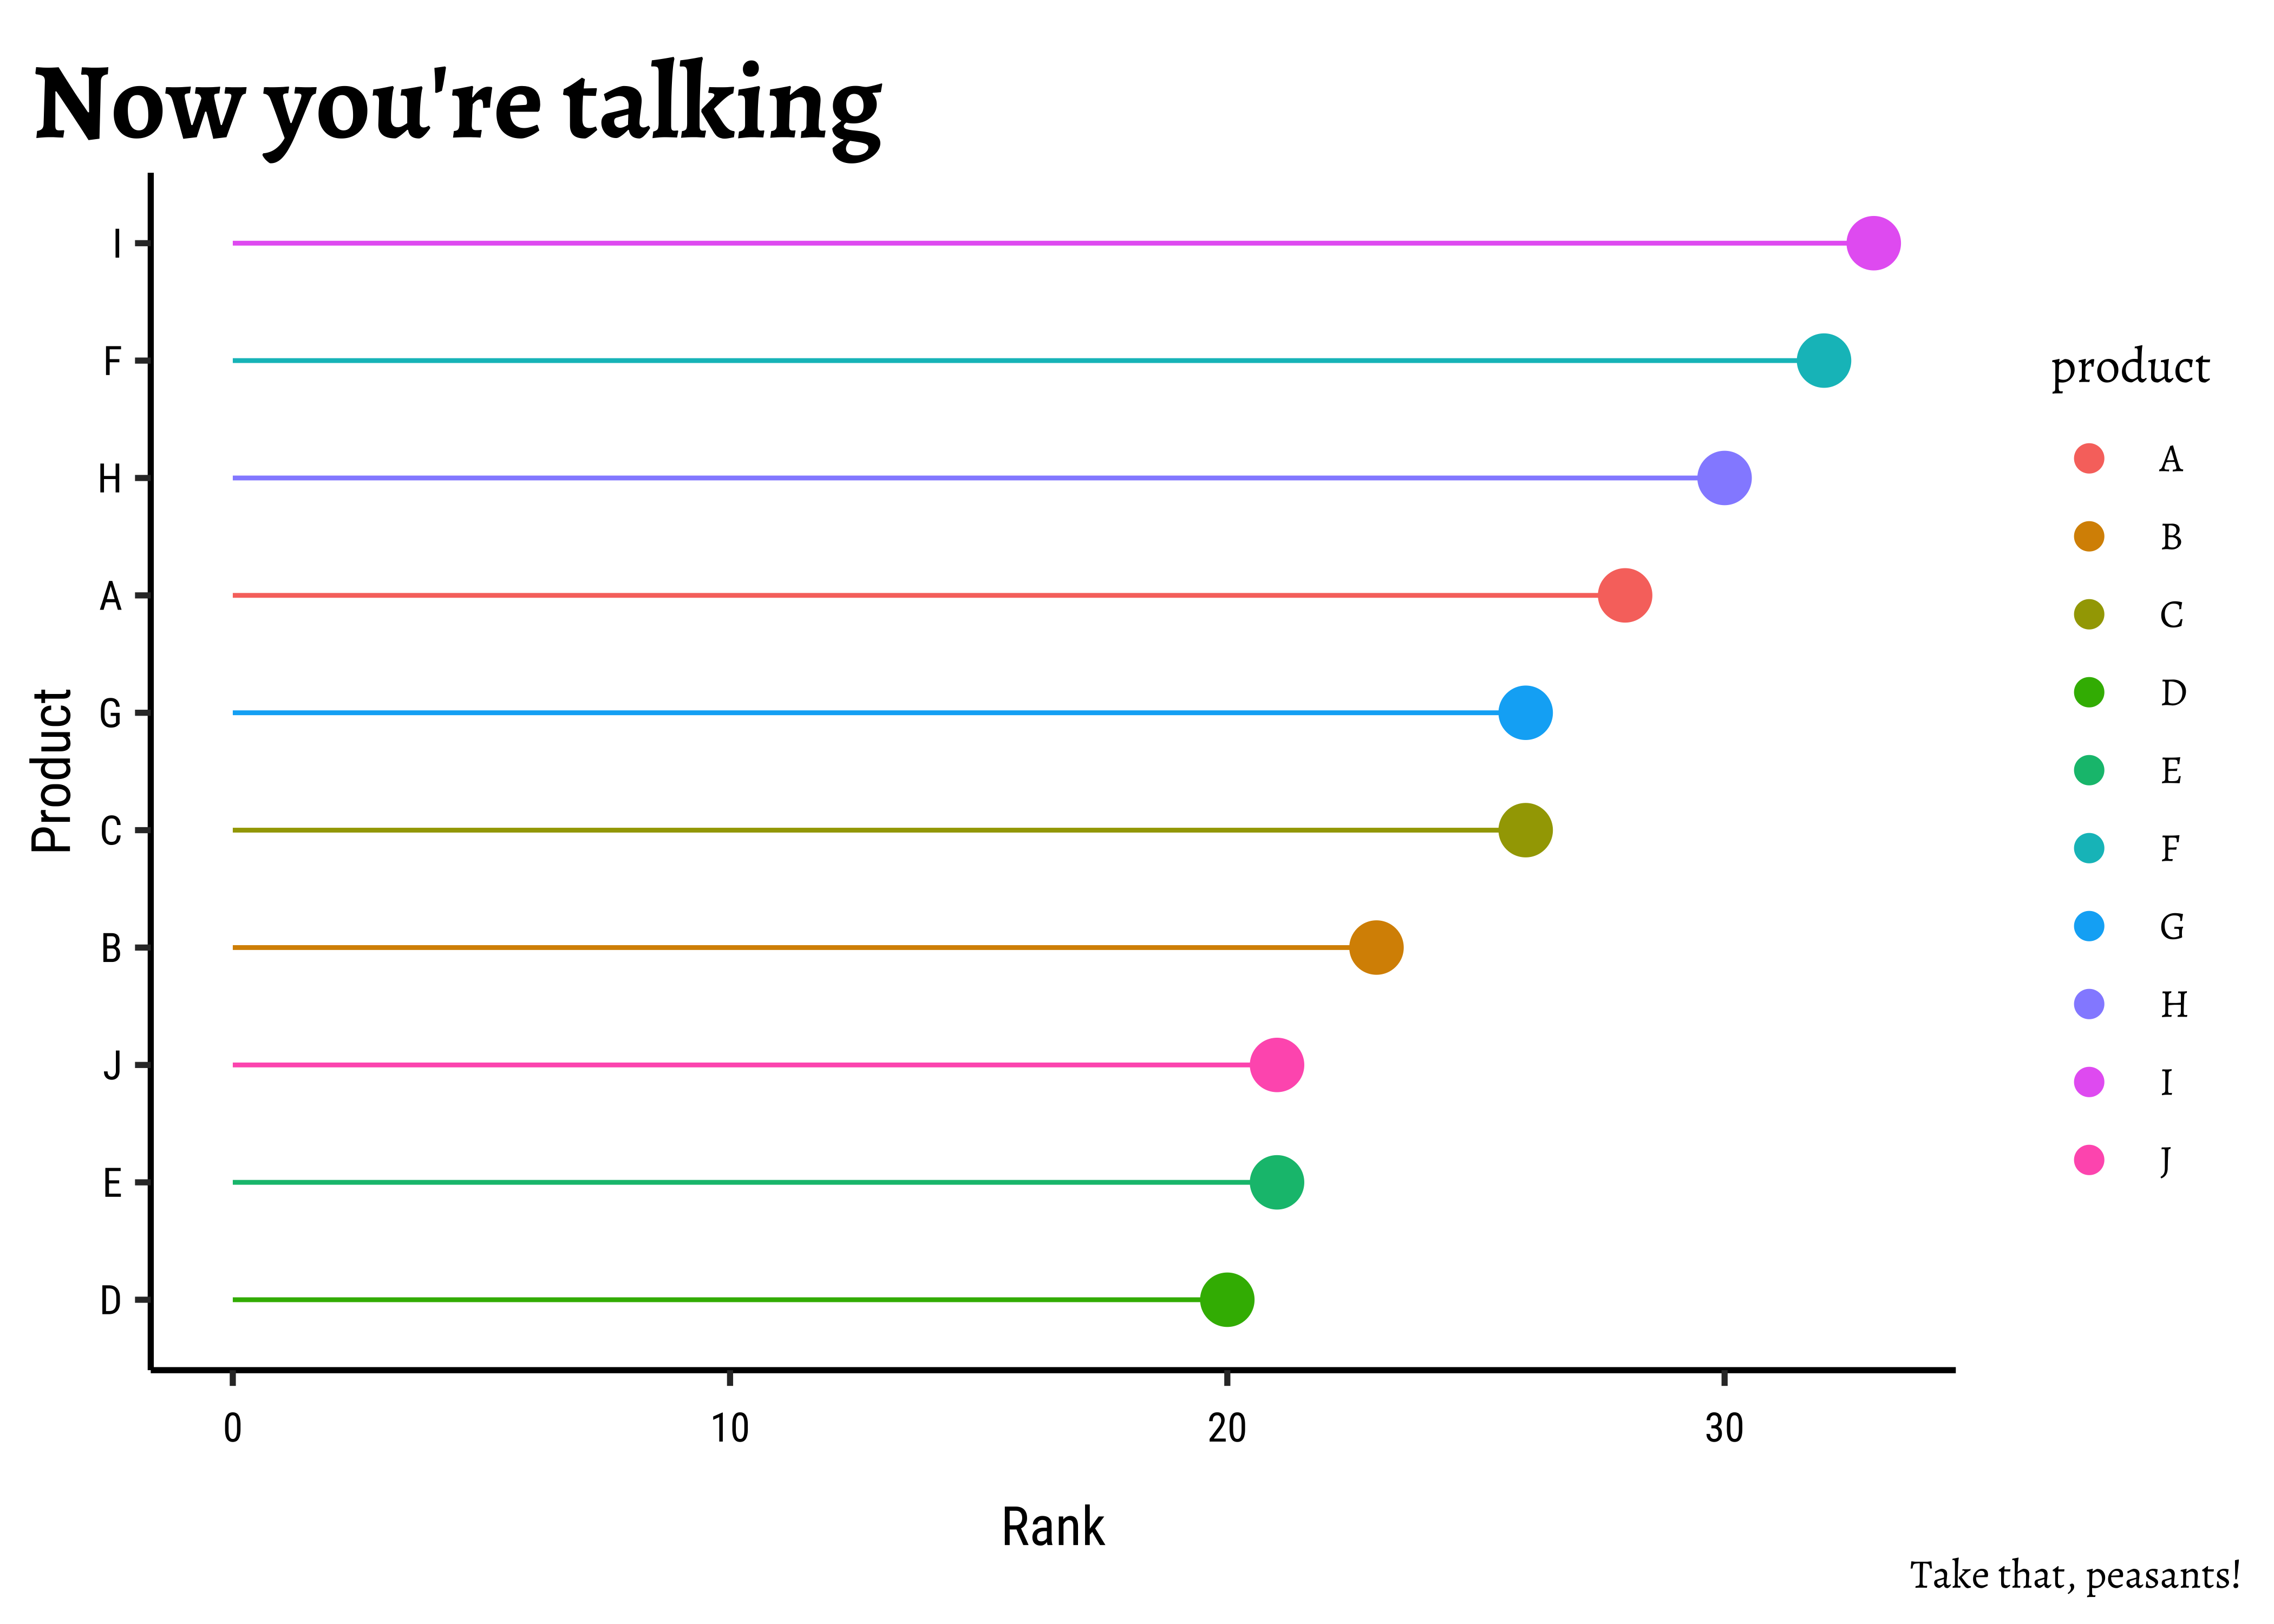 Now you're talking
Product
I
F
H
A
G
C
B
J
E
D
0 10 20 30
Rank
product
A
B
C
D
E
F
G
H
I
J
Take that, peasants!